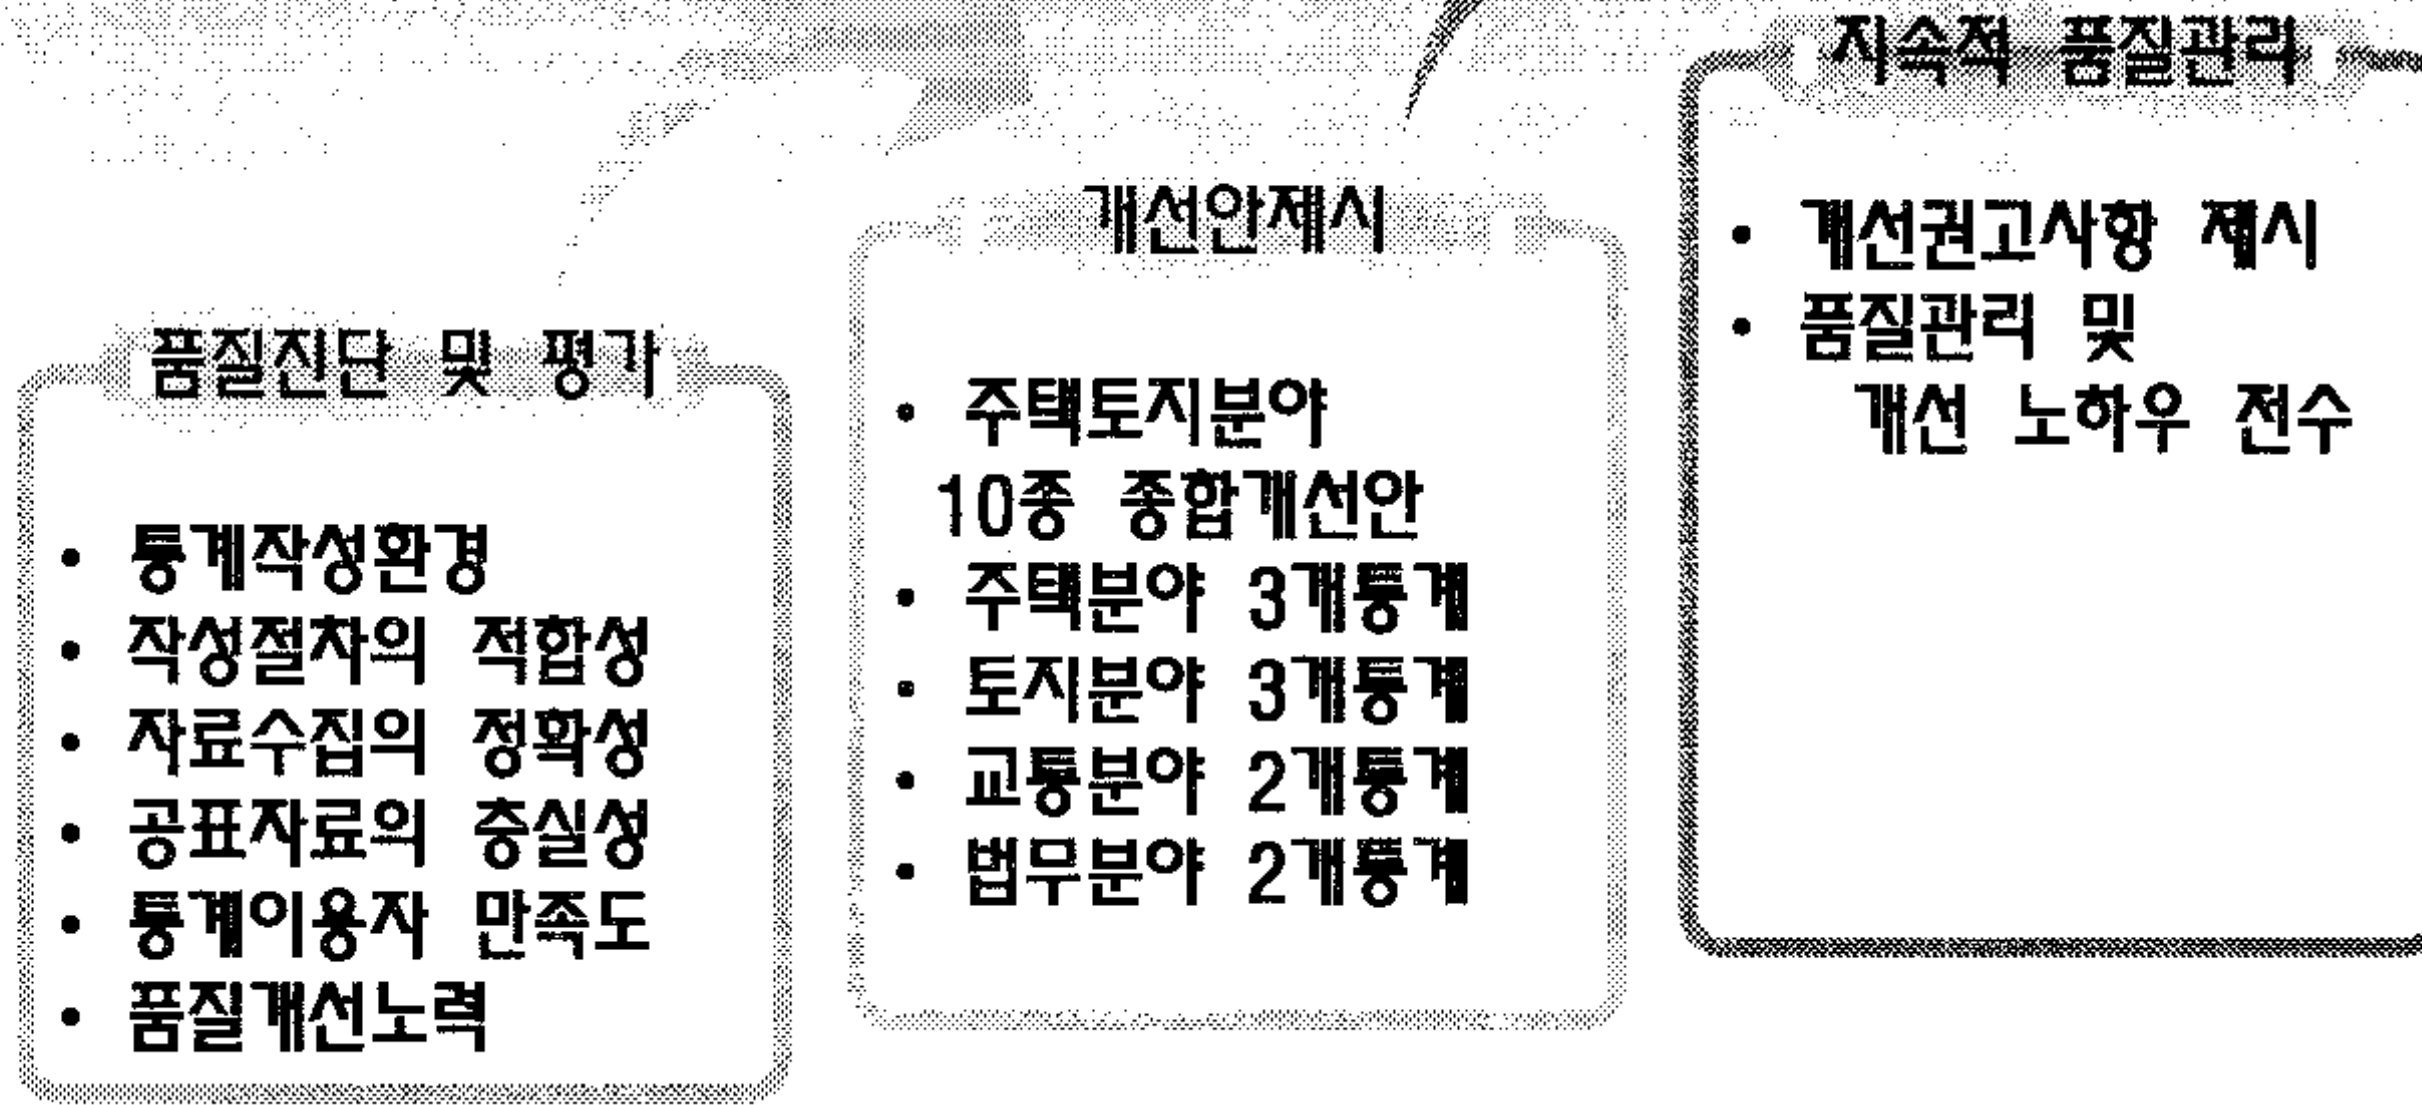 품질진단 및 평가
• 통계작성환경
• 작성절차의 적합성
• 자료수집의 정확성
• 공표자료의 충실성
• 통계이용자 만족도
• 품질개선노력
개선안제시
• 주택토지분야
10종 종합개선안
• 주택분야 3개통계
• 토지분야 3개통계
• 교통분야 2개통계
• 법무분야 2개통계
지속적 품질관리
• 개선권고사항 제시
• 품질관리 및
개선 노하우 전수